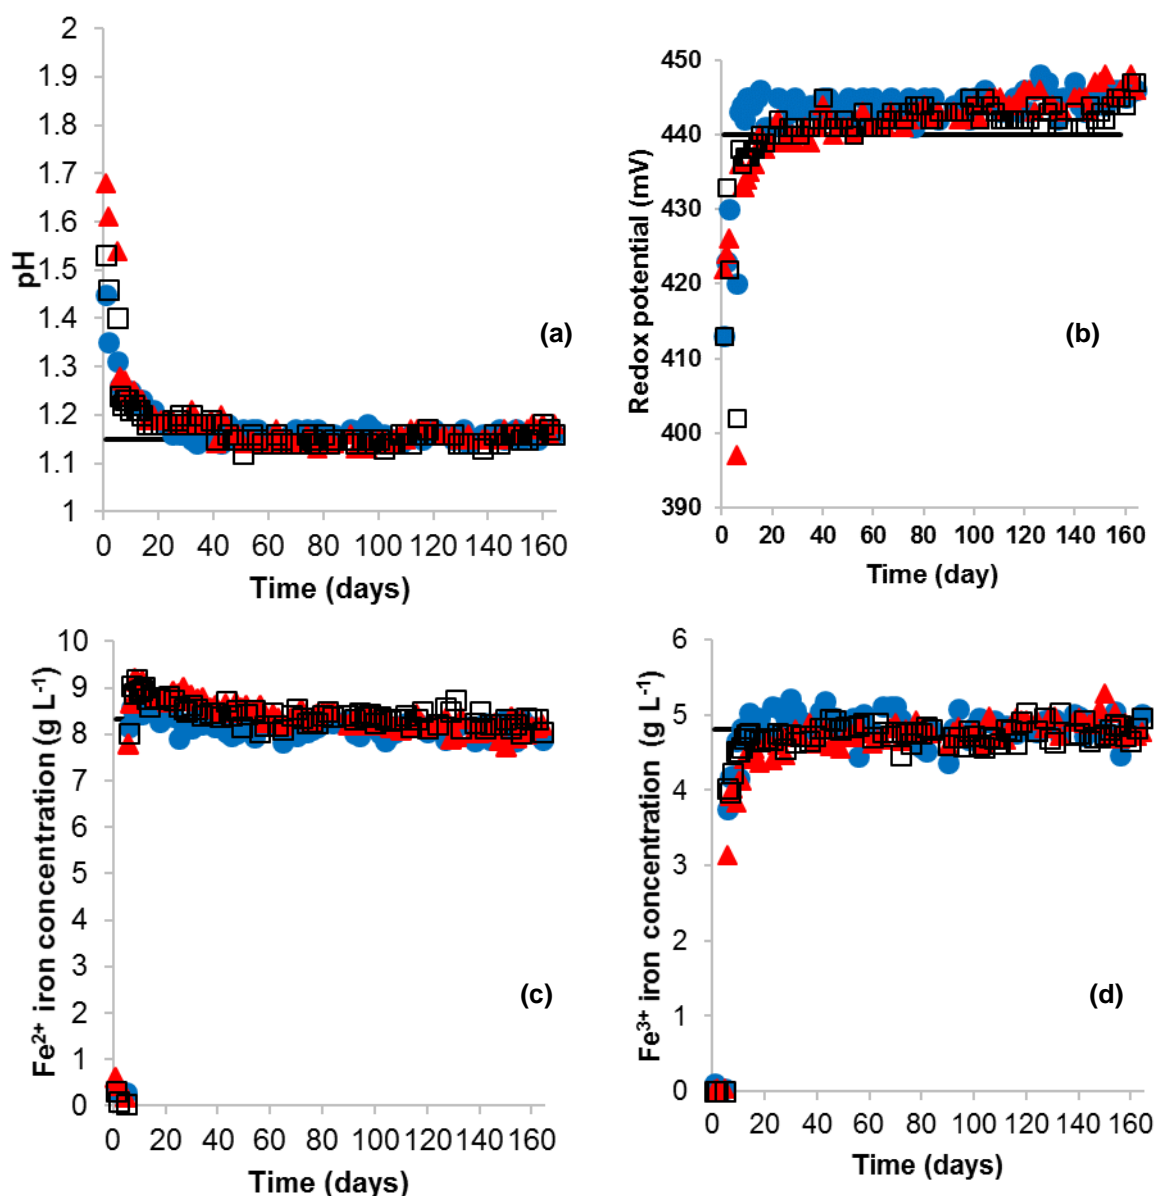 2
1.9
1.8
1.7
1.6
1.5
1.4
1.3
1.2
1.1
1
pH
(a)
0 20 40 60 80 100 120 140 160
Time (days)
450
440
430
420
410
400
390
Redox potential (mV)
(b)
0 20 40 60 80 100 120 140 160
Time (day)
10
9
8
7
6
5
4
3
2
1
0
Fe²⁺ iron concentration (g L⁻¹)
(c)
0 20 40 60 80 100 120 140 160
Time (days)
6
5
4
3
2
1
0
Fe³⁺ iron concentration (g L⁻¹)
(d)
0 20 40 60 80 100 120 140 160
Time (days)